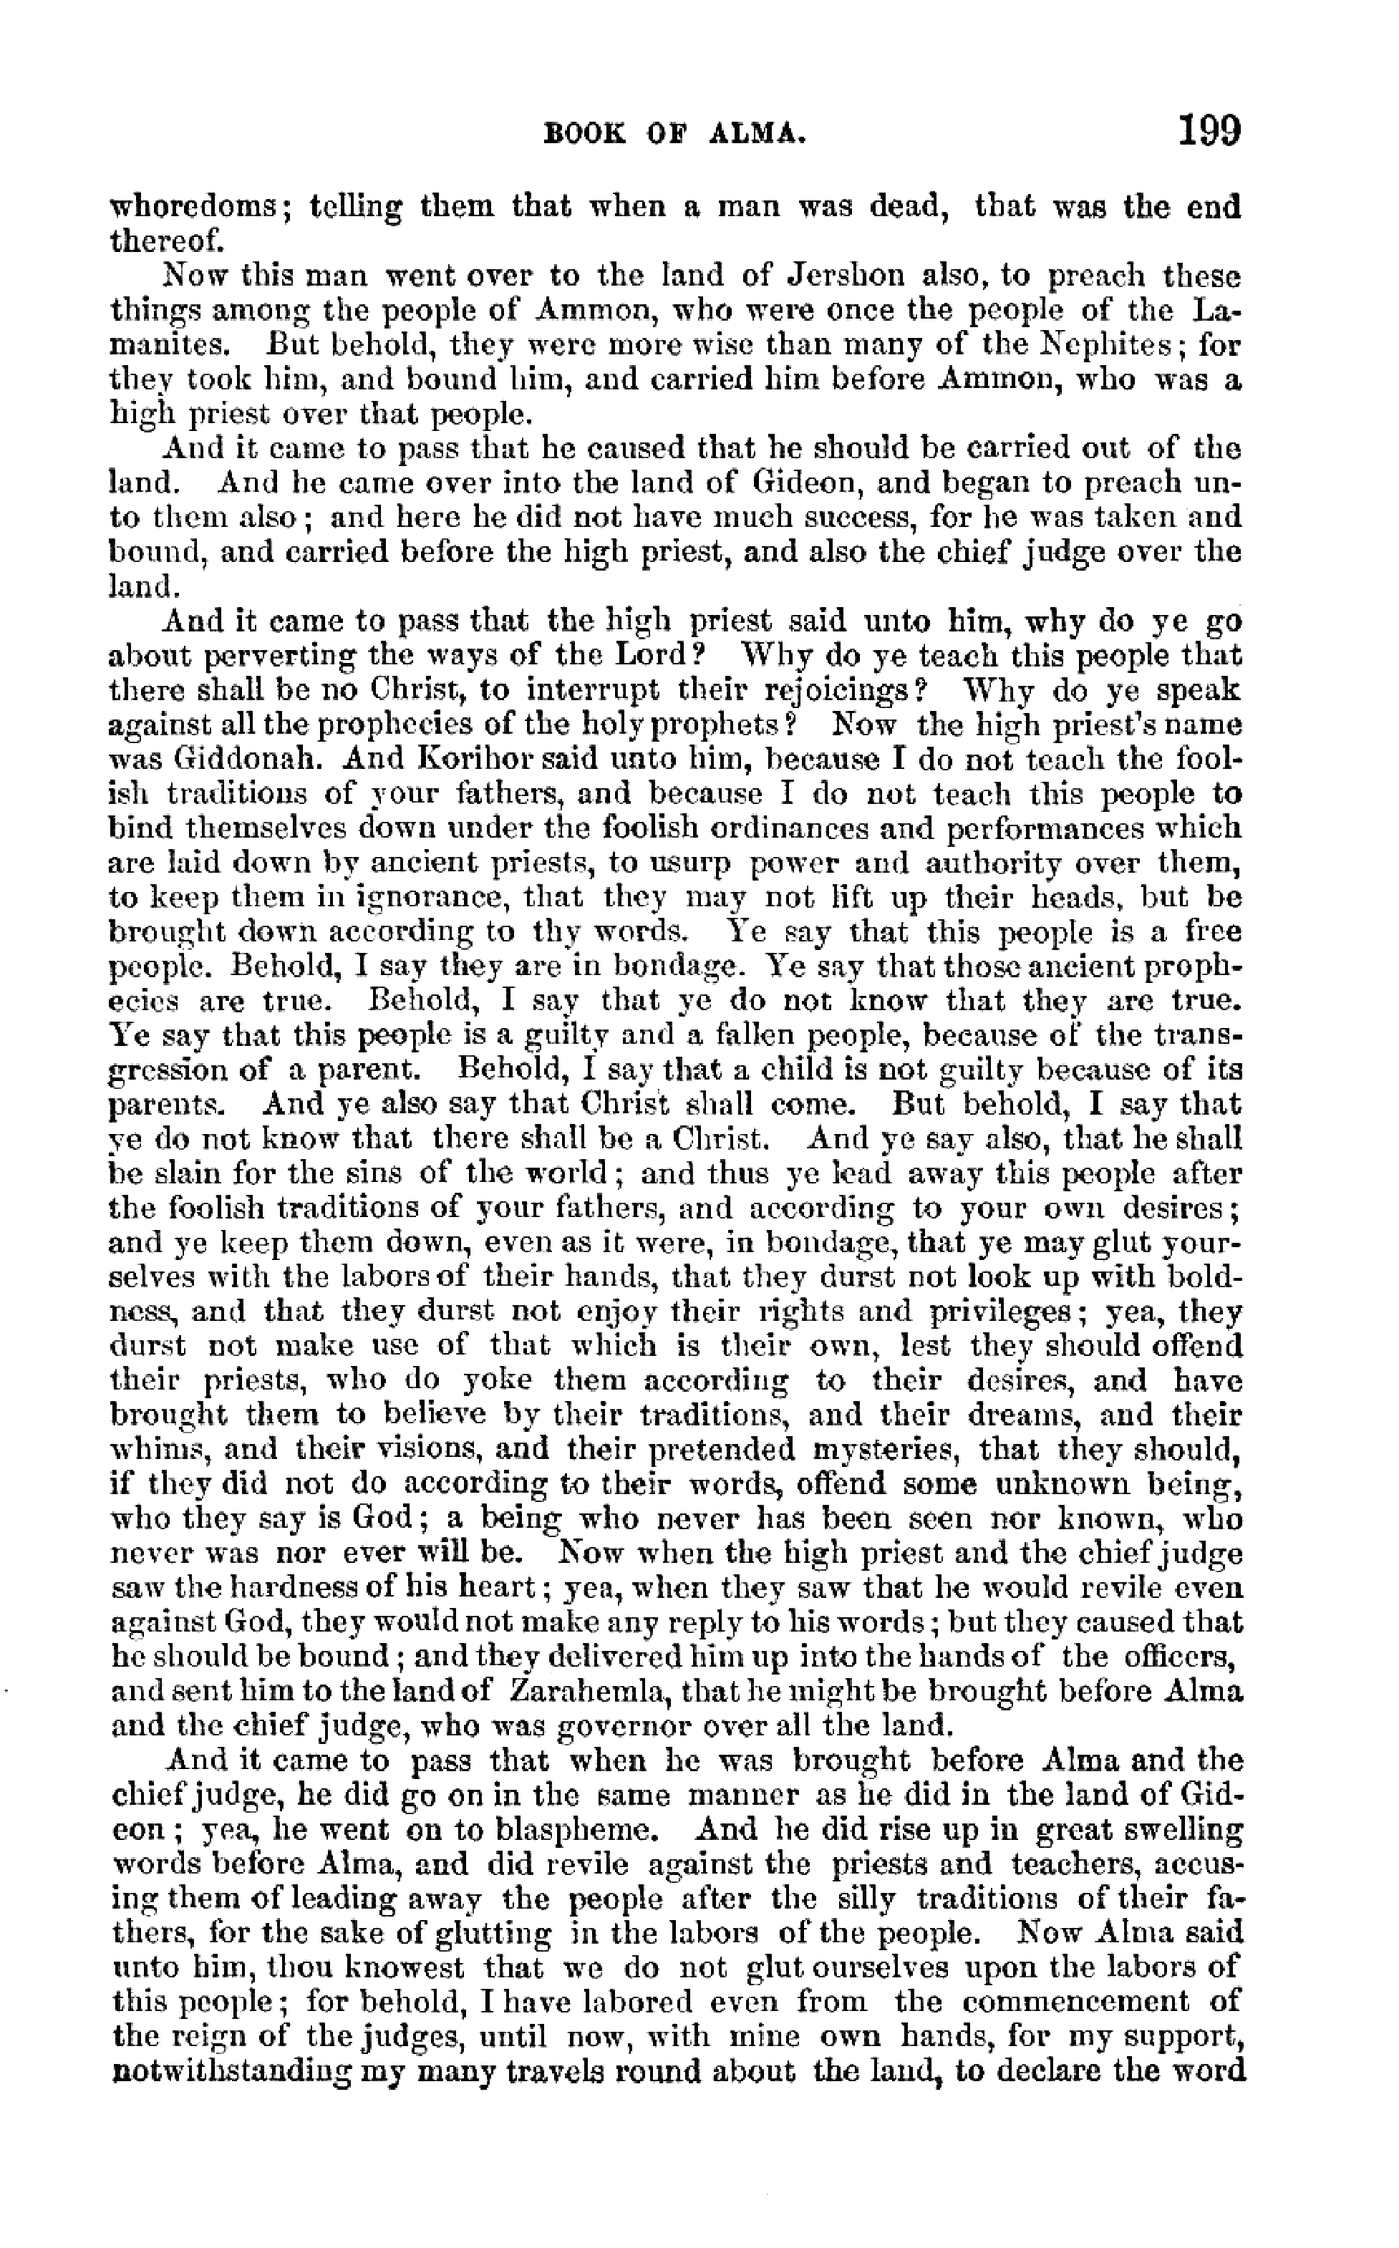 BOOK OF ALMA. 199
whoredoms; telling them that when a man was dead, that was the end
thereof.
Now this man went over to the land of Jershon also, to preach these
things among the people of Ammon, who were once the people of the La-
manites. But behold, they were more wise than many of the Nephites; for
they took him, and bound him, and carried him before Ammon, who was a
high priest over that people.
And it came to pass that he caused that he should be carried out of the
land. And he came over into the land of Gideon, and began to preach un-
to them also; and here he did not have much success, for he was taken and
bound, and carried before the high priest, and also the chief judge over the
land.
And it came to pass that the high priest said unto him, why do ye go
about perverting the ways of the Lord? Why do ye teach this people that
there shall be no Christ, to interrupt their rejoicings? Why do ye speak
against all the prophecies of the holy prophets? Now the high priest's name
was Giddonah. And Korihor said unto him, because I do not teach the fool-
ish traditions of your fathers, and because I do not teach this people to
bind themselves down under the foolish ordinances and performances which
are laid down by ancient priests, to usurp power and authority over them,
to keep them in ignorance, that they may not lift up their heads, but be
brought down according to thy words. Ye say that this people is a free
people. Behold, I say they are in bondage. Ye say that those ancient proph-
ecies are true. Behold, I say that ye do not know that they are true.
Ye say that this people is a guilty and a fallen people, because of the trans-
gression of a parent. Behold, I say that a child is not guilty because of its
parents. And ye also say that Christ shall come. But behold, I say that
ye do not know that there shall be a Christ. And ye say also, that he shall
be slain for the sins of the world; and thus ye lead away this people after
the foolish traditions of your fathers, and according to your own desires;
and ye keep them down, even as it were, in bondage, that ye may glut your-
selves with the labors of their hands, that they durst not look up with bold-
ness, and that they durst not enjoy their rights and privileges; yea, they
durst not make use of that which is their own, lest they should offend
their priests, who do yoke them according to their desires, and have
brought them to believe by their traditions, and their dreams, and their
whims, and their visions, and their pretended mysteries, that they should,
if they did not do according to their words, offend some unknown being,
who they say is God; a being who never has been seen nor known, who
never was nor ever will be. Now when the high priest and the chief judge
saw the hardness of his heart; yea, when they saw that he would revile even
against God, they would not make any reply to his words; but they caused that
he should be bound; and they delivered him up into the hands of the officers,
and sent him to the land of Zarahemla, that he might be brought before Alma
and the chief judge, who was governor over all the land.
And it came to pass that when he was brought before Alma and the
chief judge, he did go on in the same manner as he did in the land of Gid-
eon; yea, he went on to blaspheme. And he did rise up in great swelling
words before Alma, and did revile against the priests and teachers, accus-
ing them of leading away the people after the silly traditions of their fa-
thers, for the sake of glutting in the labors of the people. Now Alma said
unto him, thou knowest that we do not glut ourselves upon the labors of
this people; for behold, I have labored even from the commencement of
the reign of the judges, until now, with mine own hands, for my support,
notwithstanding my many travels round about the land, to declare the word